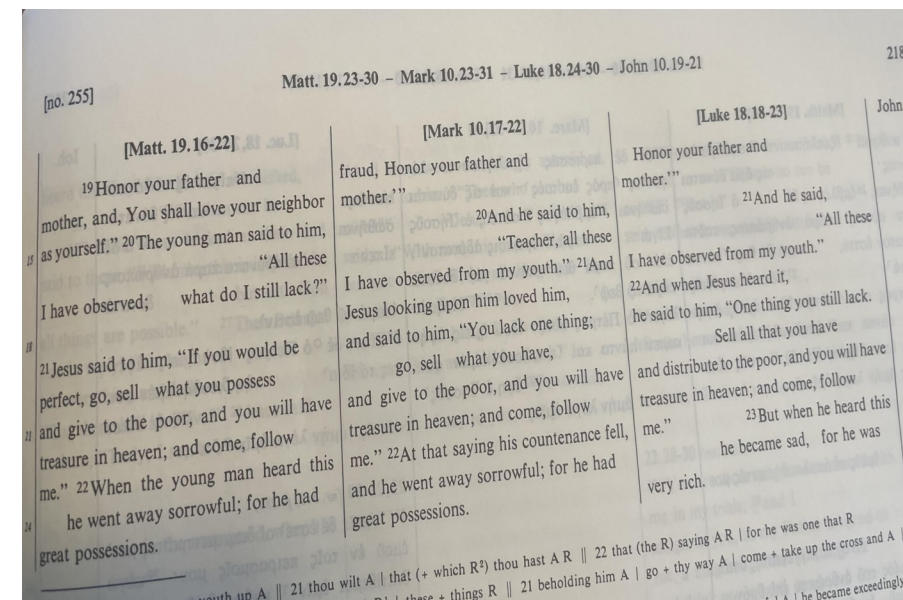 [no. 255]
Matt. 19.23-30 – Mark 10.23-31 – Luke 18.24-30 – John 10.19-21
218
[Matt. 19.16-22]
19Honor your father and
mother, and, You shall love your neighbor
15 as yourself.” 20The young man said to him,
“All these
I have observed; what do I still lack?”
18
21Jesus said to him, “If you would be
perfect, go, sell what you possess
21 and give to the poor, and you will have
treasure in heaven; and come, follow
me.” 22When the young man heard this
24 he went away sorrowful; for he had
great possessions.
[Mark 10.17-22]
fraud, Honor your father and
mother.’”
20And he said to him,
“Teacher, all these
I have observed from my youth.” 21And
Jesus looking upon him loved him,
and said to him, “You lack one thing;
go, sell what you have,
and give to the poor, and you will have
treasure in heaven; and come, follow
me.” 22At that saying his countenance fell,
and he went away sorrowful; for he had
great possessions.
[Luke 18.18-23]
Honor your father and
mother.’”
21And he said,
“All these
I have observed from my youth.”
22And when Jesus heard it,
he said to him, “One thing you still lack.
Sell all that you have
and distribute to the poor, and you will have
treasure in heaven; and come, follow
me.” 23But when he heard this
he became sad, for he was
very rich.
John
up A ‖ 21 thou wilt A | that (+ which R²) thou hast A R ‖ 22 that (the R) saying A R | for he was one that R
+ things R ‖ 21 beholding him A | go + thy way A | come + take up the cross and A |
A | he became exceedingly